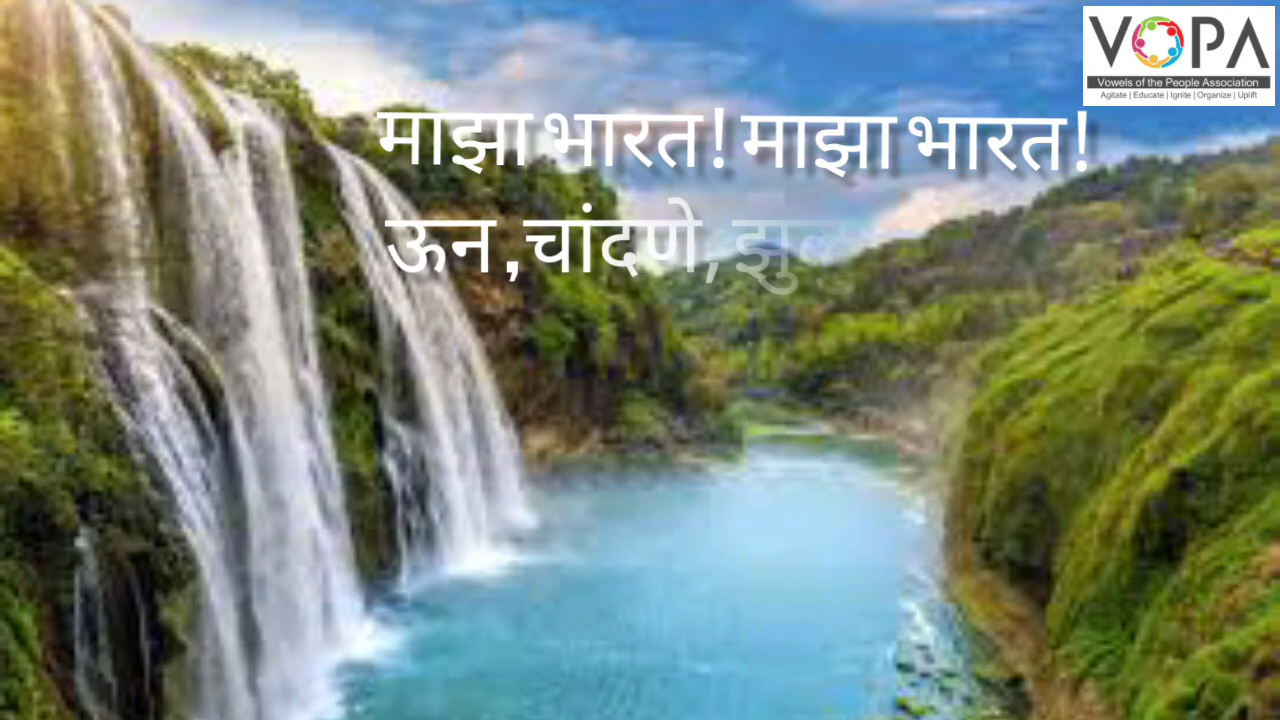 VOPA
Vowels of the People Association
Agitate | Educate | Ignite | Organize | Uplift
माझा भारत! माझा भारत!
ऊन, चांदणे,